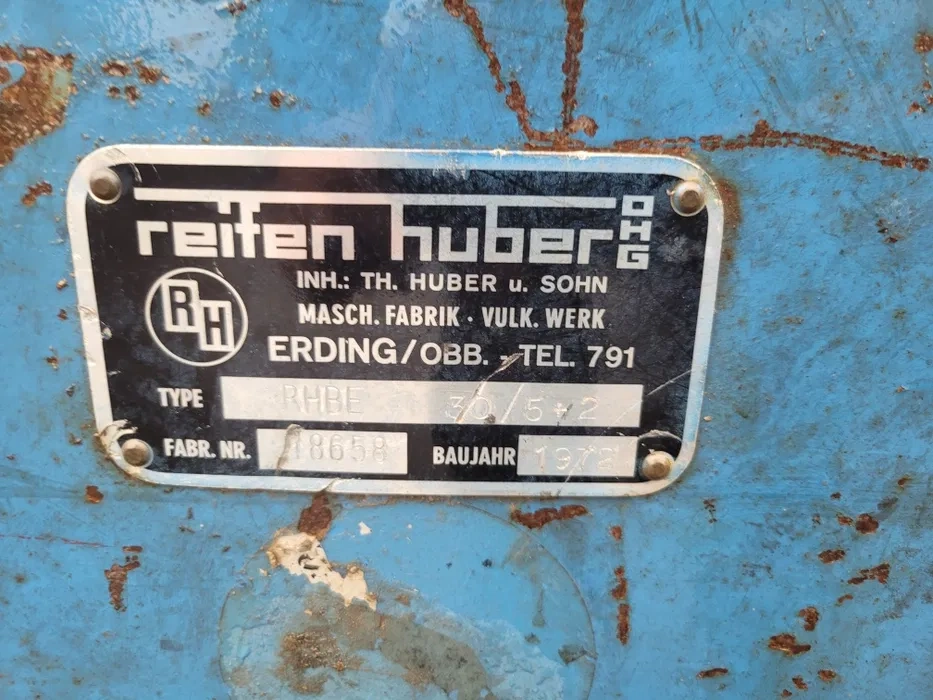 reifen huber OHG
INH.: TH. HUBER u. SOHN
MASCH. FABRIK · VULK. WERK
RH
ERDING/OBB. - TEL. 791
TYPE RHBE 30/5+2
FABR. NR. 18658 BAUJAHR 1972